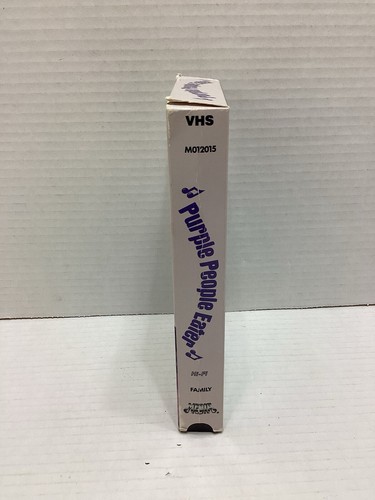 VHS
M012015
Purple People Eater
HI-FI
FAMILY